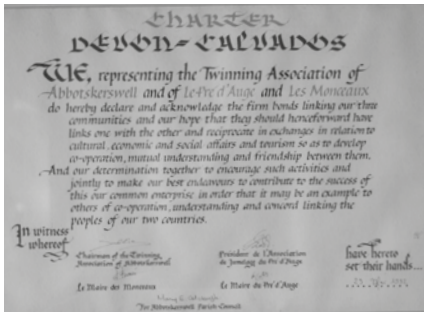 CHARTER
DEVON-CALVADOS
WE, representing the Twinning Association of
Abbotskerswell and of Le Pré d'Auge and Les Monceaux
do hereby declare and acknowledge the firm bonds linking our three
communities and our hope that they should henceforward have
links one with the other and reciprocate in exchanges in relation to
cultural, economic and social affairs and tourism so as to develop
co-operation, mutual understanding and friendship between them.
And our determination together to encourage such activities and
jointly to make our best endeavours to contribute to the success of
this our common enterprise in order that it may be an example to
others of co-operation, understanding and concord linking the
peoples of our two countries.
In witness
whereof
Chairman of the Twinning
Association of Abbotskerswell
Président de l'Association
de Jumelage du Pré d'Auge
have hereto
set their hands...
Le Maire des Monceaux
Le Maire du Pré d'Auge
For Abbotskerswell Parish Council